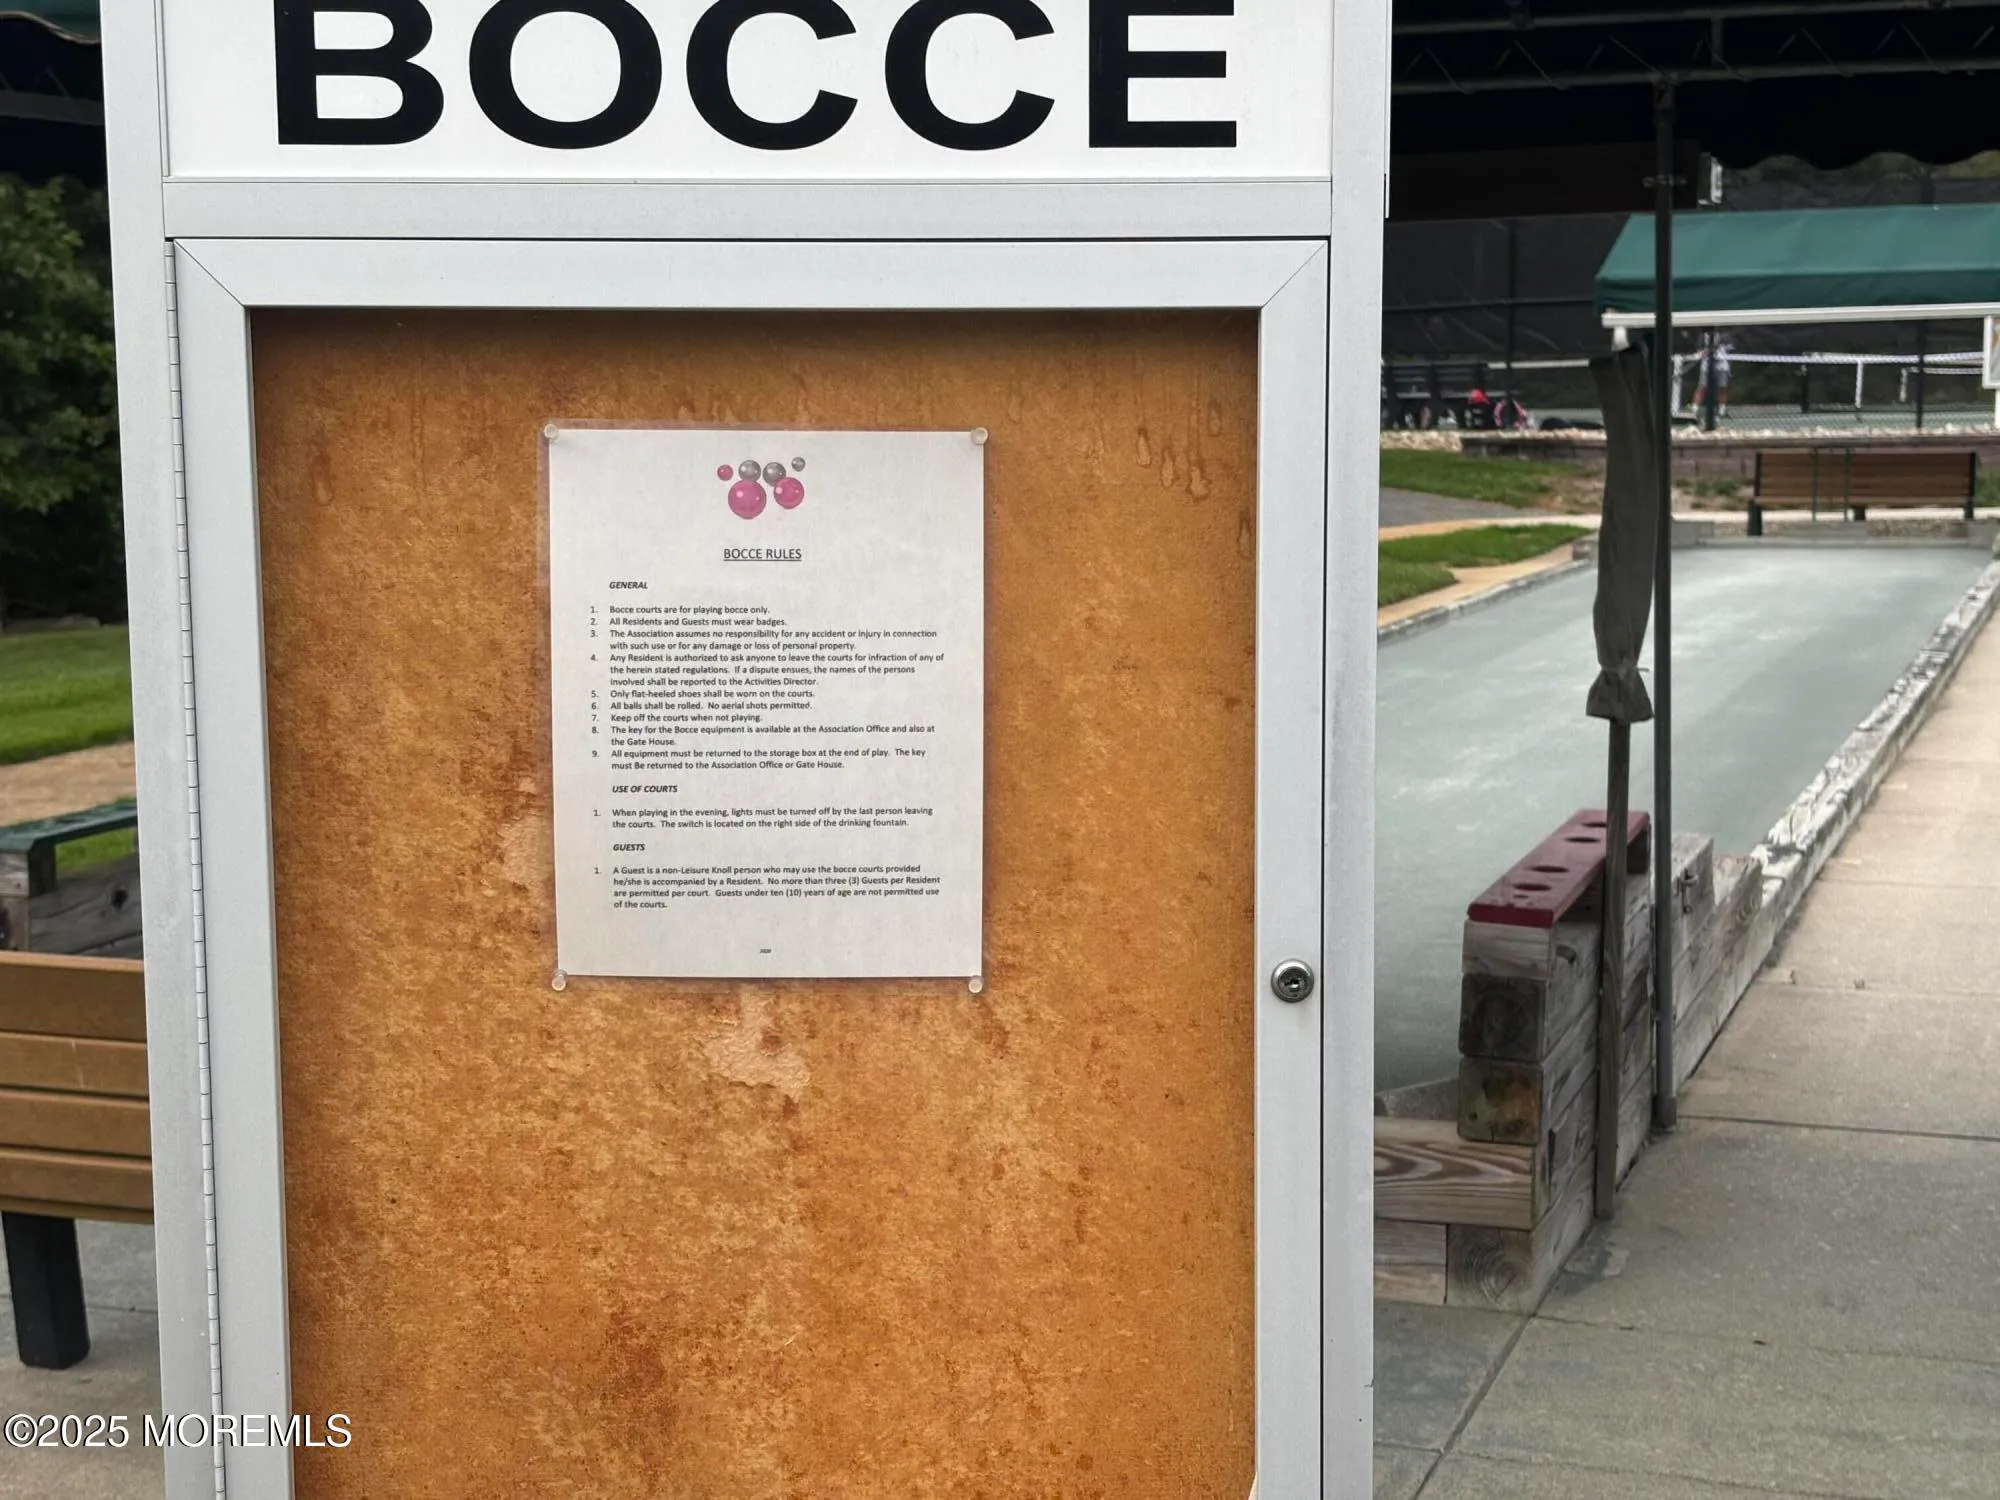 BOCCE
BOCCE RULES
GENERAL
1. Bocce courts are for playing bocce only.
2. All Residents and Guests must wear badges.
3. The Association assumes no responsibility for any accident or injury in connection
with such use or for any damage or loss of personal property.
4. Any Resident is authorized to ask anyone to leave the courts for infraction of any of
the herein stated regulations. If a dispute ensues, the names of the persons
involved shall be reported to the Activities Director.
5. Only flat-heeled shoes shall be worn on the courts.
6. All balls shall be rolled. No aerial shots permitted.
7. Keep off the courts when not playing.
8. The key for the Bocce equipment is available at the Association Office and also at
the Gate House.
9. All equipment must be returned to the storage box at the end of play. The key
must Be returned to the Association Office or Gate House.
USE OF COURTS
1. When playing in the evening, lights must be turned off by the last person leaving
the courts. The switch is located on the right side of the drinking fountain.
GUESTS
1. A Guest is a non-Leisure Knoll person who may use the bocce courts provided
he/she is accompanied by a Resident. No more than three (3) Guests per Resident
are permitted per court. Guests under ten (10) years of age are not permitted use
of the courts.
©2025 MOREMLS